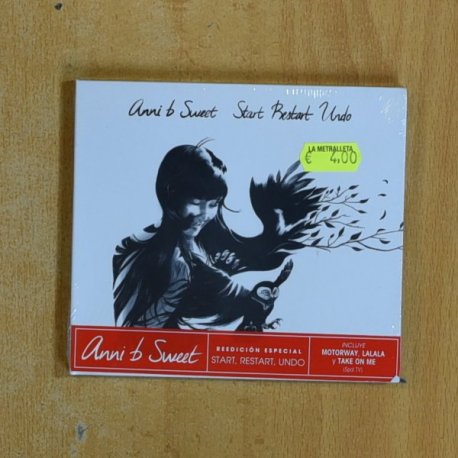 Anni b Sweet Start Restart Undo
LA METRALLETA
€ 4,00
Anni b Sweet
REEDICIÓN ESPECIAL
START, RESTART, UNDO
INCLUYE
MOTORWAY, LALALA
y TAKE ON ME
(Spot TV)